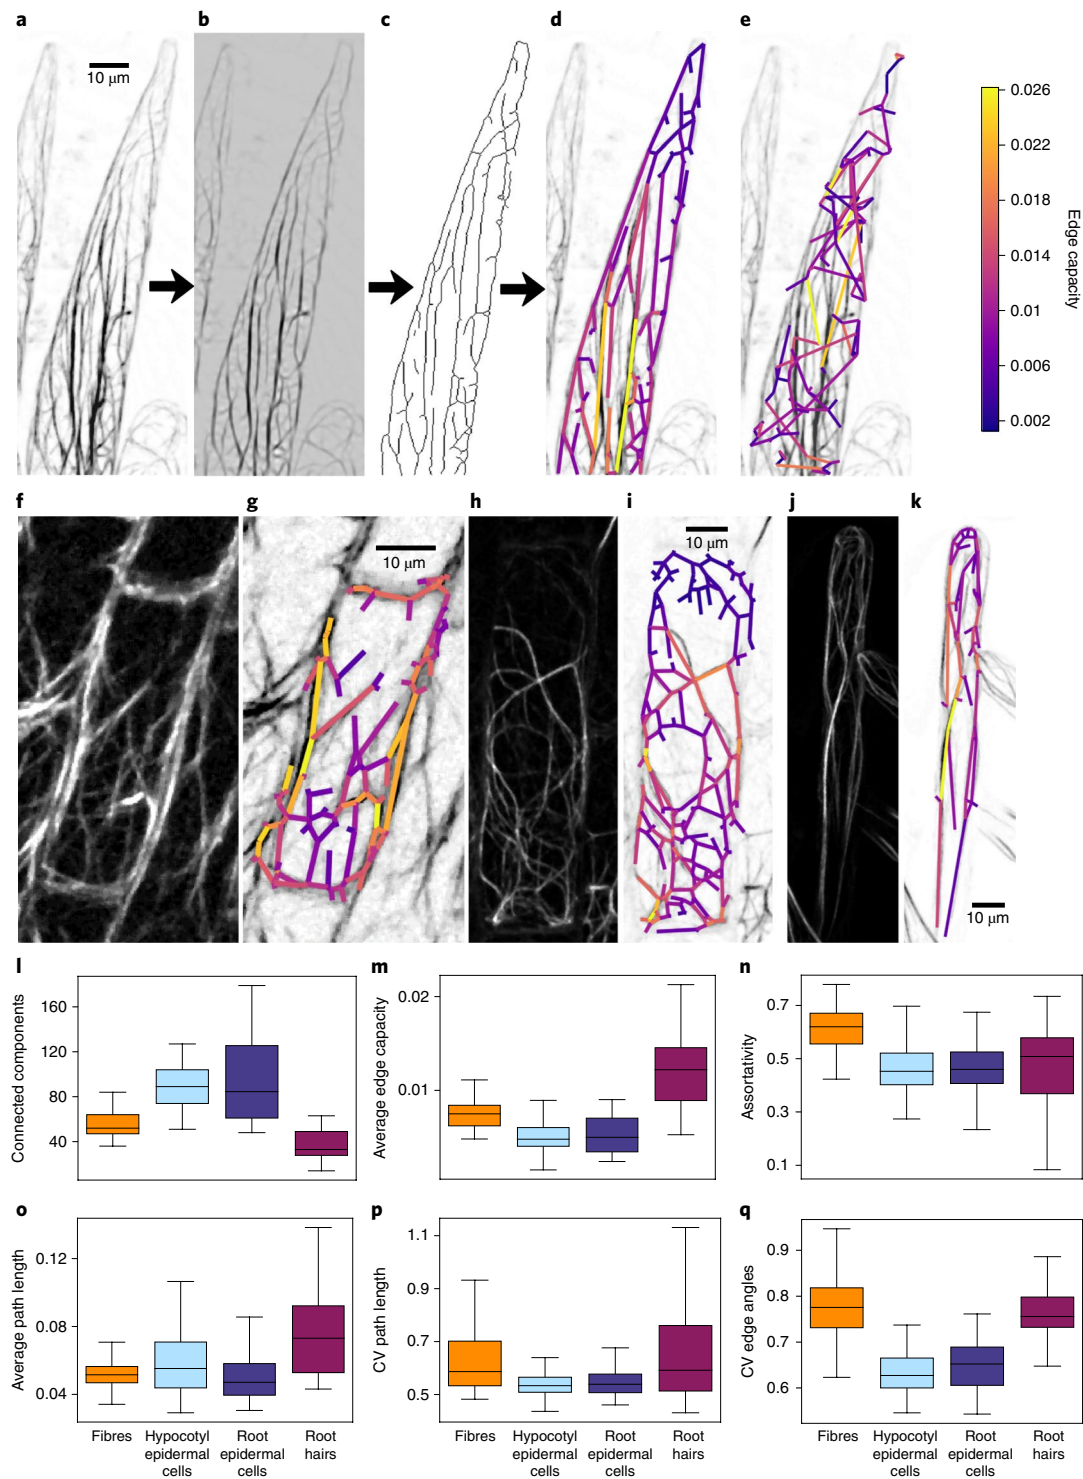 a b c d e
10 µm
0.026
0.022
0.018
0.014
0.01
0.006
0.002
Edge capacity
f g h i j k
10 µm
10 µm
10 µm
l
Connected components
160
120
80
40
m
Average edge capacity
0.02
0.01
n
Assortativity
0.7
0.5
0.3
0.1
o
Average path length
0.12
0.08
0.04
Fibres
Hypocotyl
epidermal
cells
Root
epidermal
cells
Root
hairs
p
CV path length
1.1
0.9
0.7
0.5
Fibres
Hypocotyl
epidermal
cells
Root
epidermal
cells
Root
hairs
q
CV edge angles
0.9
0.8
0.7
0.6
Fibres
Hypocotyl
epidermal
cells
Root
epidermal
cells
Root
hairs